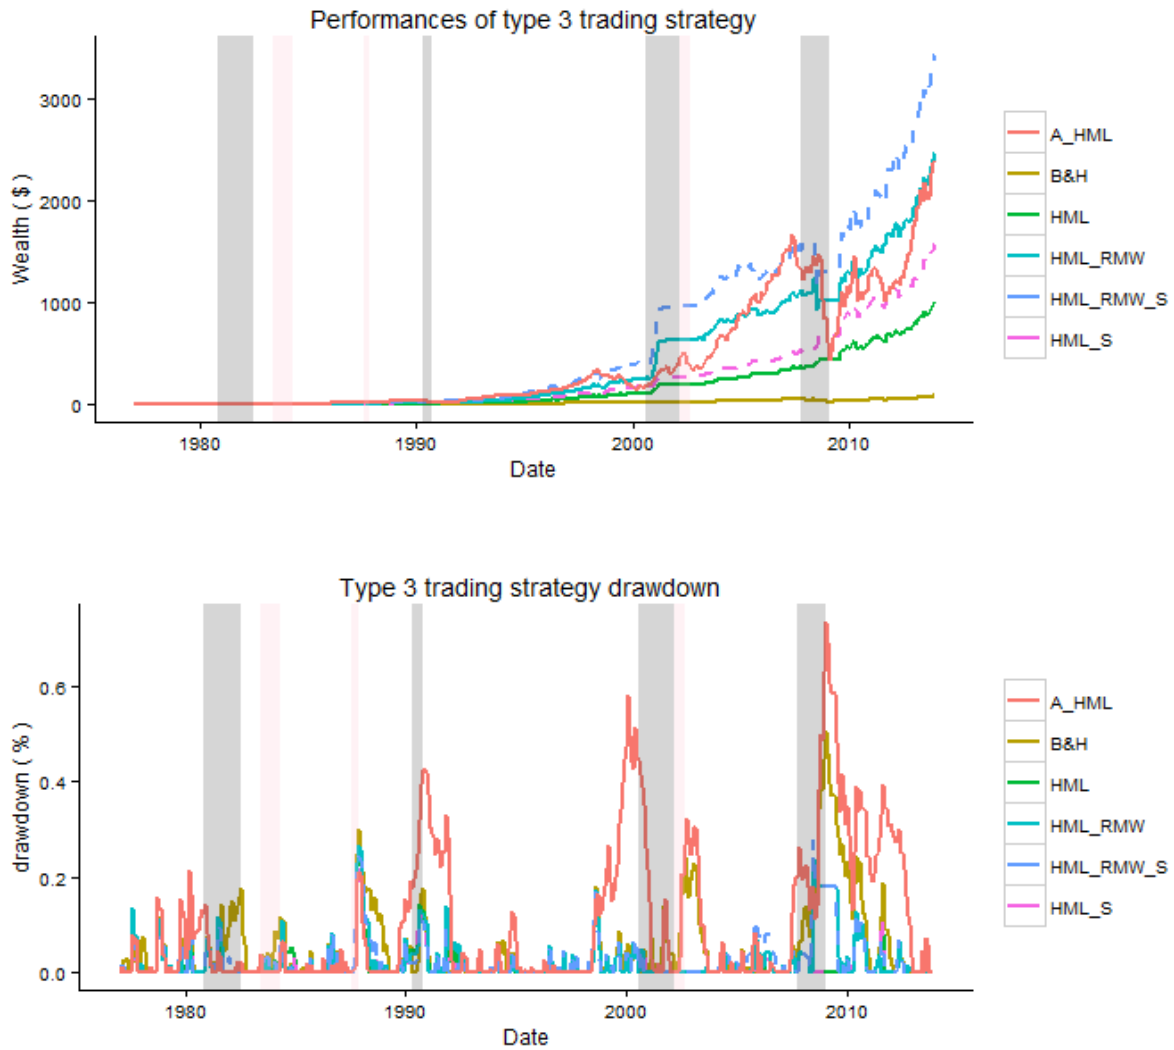 Performances of type 3 trading strategy
Wealth ( $ )
3000
2000
1000
0
1980 1990 2000 2010
Date
A_HML
B&H
HML
HML_RMW
HML_RMW_S
HML_S
Type 3 trading strategy drawdown
drawdown ( % )
0.6
0.4
0.2
0.0
1980 1990 2000 2010
Date
A_HML
B&H
HML
HML_RMW
HML_RMW_S
HML_S